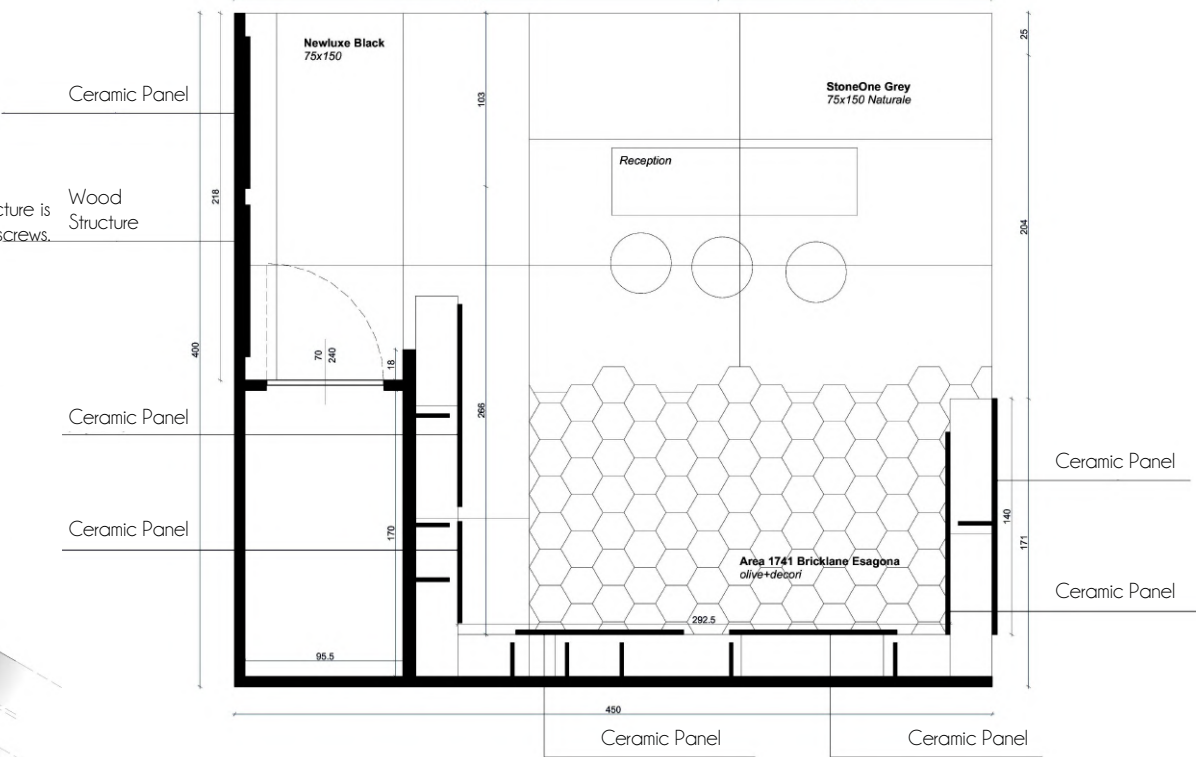 Newluxe Black
75x150
25
StoneOne Grey
75x150 Naturale
Ceramic Panel
103
Reception
218
Wood
Structure
is
screws.
204
400
70
240
18
Ceramic Panel
266
Ceramic Panel
140
Ceramic Panel
170
171
Area 1741 Bricklane Esagona
olive+decori
Ceramic Panel
292.5
95.5
450
Ceramic Panel
Ceramic Panel